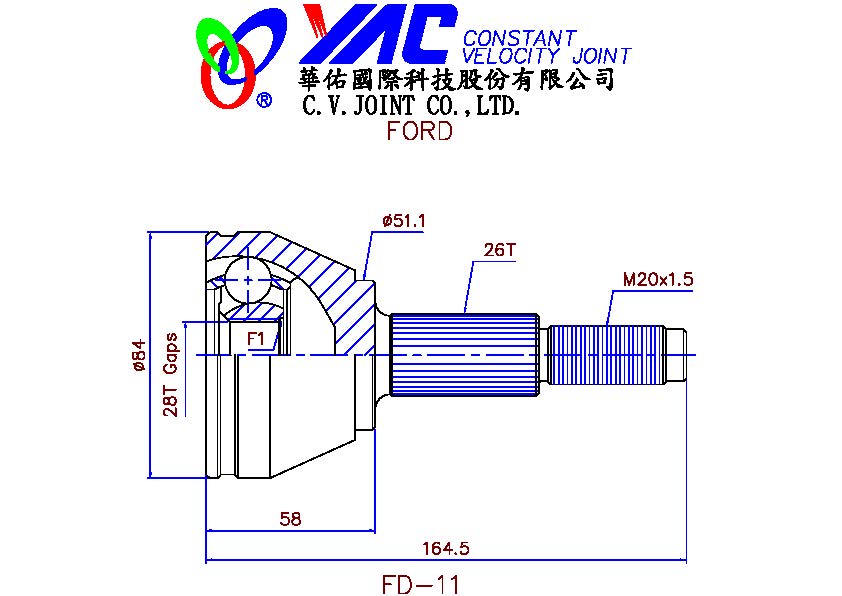 YAC CONSTANT
VELOCITY JOINT
®
華佑國際科技股份有限公司
C.V.JOINT CO.,LTD.
FORD
ø51.1
26T
M20x1.5
F1
ø84
28T Gaps
58
164.5
FD-11